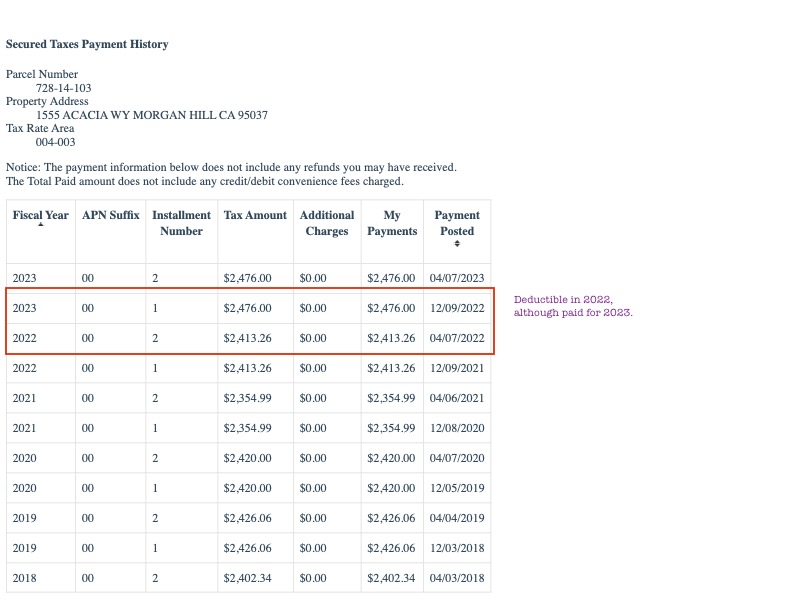 Secured Taxes Payment History
Parcel Number
728-14-103
Property Address
1555 ACACIA WY MORGAN HILL CA 95037
Tax Rate Area
004-003
Notice: The payment information below does not include any refunds you may have received.
The Total Paid amount does not include any credit/debit convenience fees charged.
Fiscal Year APN Suffix Installment Number Tax Amount Additional Charges My Payments Payment Posted
2023 00 2 $2,476.00 $0.00 $2,476.00 04/07/2023
2023 00 1 $2,476.00 $0.00 $2,476.00 12/09/2022
2022 00 2 $2,413.26 $0.00 $2,413.26 04/07/2022
Deductible in 2022,
although paid for 2023.
2022 00 1 $2,413.26 $0.00 $2,413.26 12/09/2021
2021 00 2 $2,354.99 $0.00 $2,354.99 04/06/2021
2021 00 1 $2,354.99 $0.00 $2,354.99 12/08/2020
2020 00 2 $2,420.00 $0.00 $2,420.00 04/07/2020
2020 00 1 $2,420.00 $0.00 $2,420.00 12/05/2019
2019 00 2 $2,426.06 $0.00 $2,426.06 04/04/2019
2019 00 1 $2,426.06 $0.00 $2,426.06 12/03/2018
2018 00 2 $2,402.34 $0.00 $2,402.34 04/03/2018